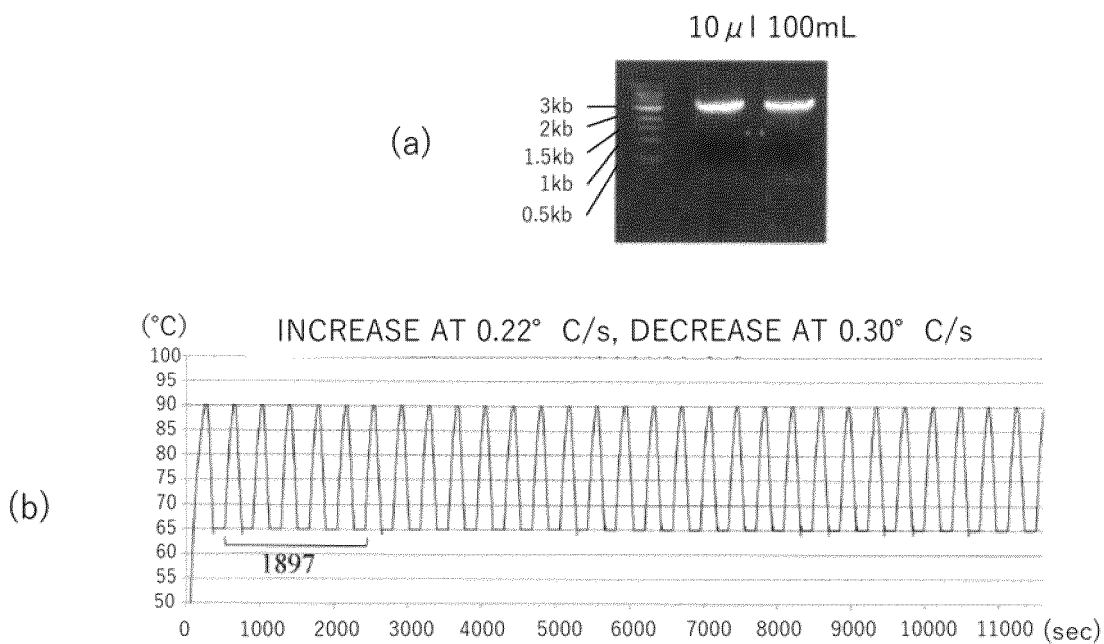 10 μl 100mL
(a)
3kb
2kb
1.5kb
1kb
0.5kb
(°C)
INCREASE AT 0.22° C/s, DECREASE AT 0.30° C/s
100
95
90
85
80
75
70
65
60
55
50
(b)
1897
0 1000 2000 3000 4000 5000 6000 7000 8000 9000 10000 11000 (sec)